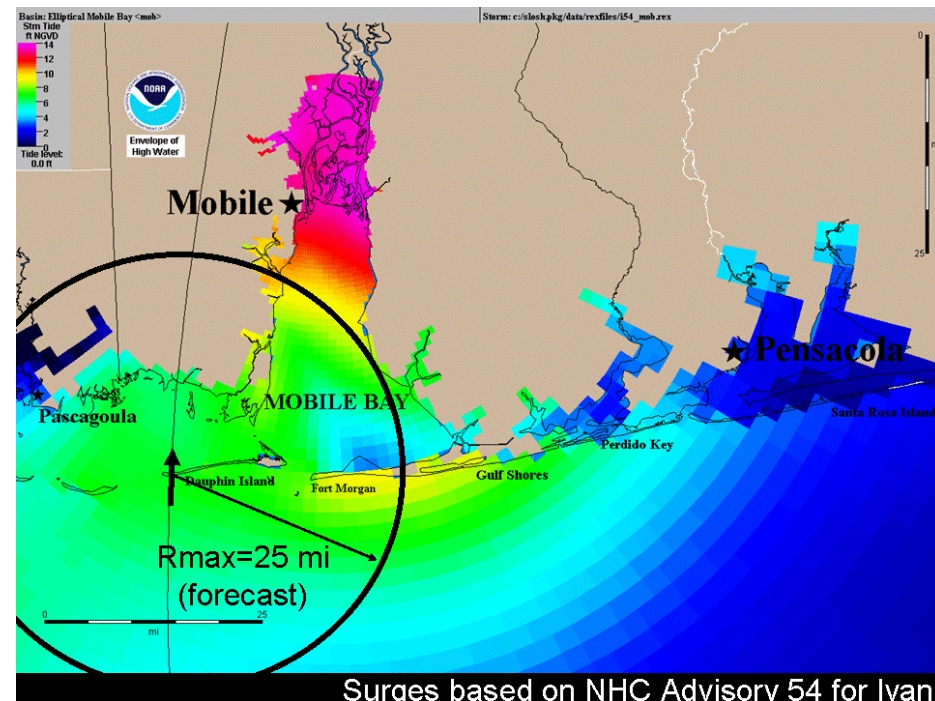 Basin: Elliptical Mobile Bay <mob>
Storm: c:/slosh.pkg/data/rexfiles/i54_mob.rex
Stm Tide
ft NGVD
14
12
10
8
6
4
2
0
Tide level:
0.0 ft
NOAA
Envelope of
High Water
0
25
Mobile
Pensacola
Santa Rosa Island
Pascagoula
MOBILE BAY
Perdido Key
Dauphin Island
Fort Morgan
Gulf Shores
Rmax=25 mi
(forecast)
0 25
mi
Surges based on NHC Advisory 54 for Ivan